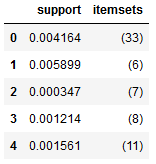 support itemsets
0 0.004164 (33)
1 0.005899 (6)
2 0.000347 (7)
3 0.001214 (8)
4 0.001561 (11)